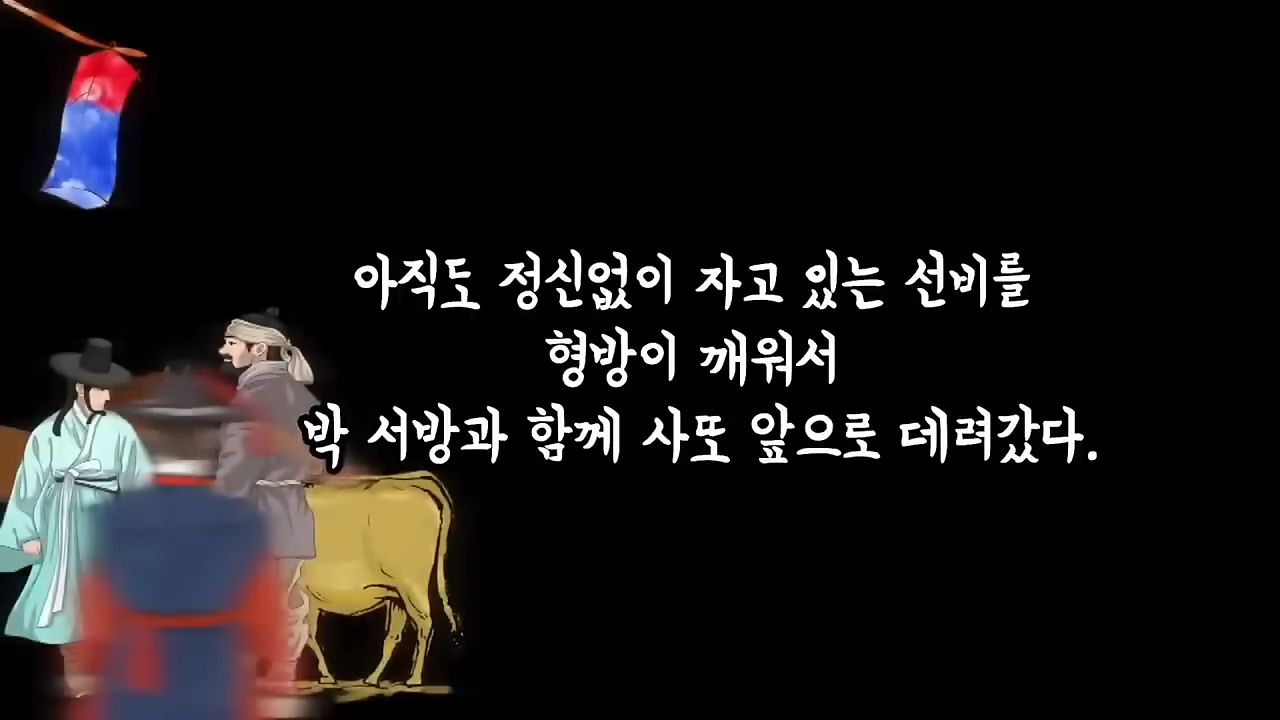 아직도 정신없이 자고 있는 선비를
형방이 깨워서
박 서방과 함께 사또 앞으로 데려갔다.